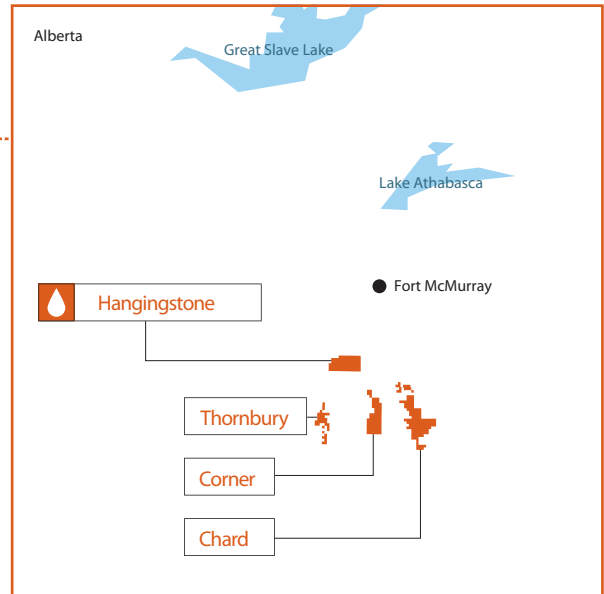 Alberta
Great Slave Lake
Lake Athabasca
Fort McMurray
Hangingstone
Thornbury
Corner
Chard